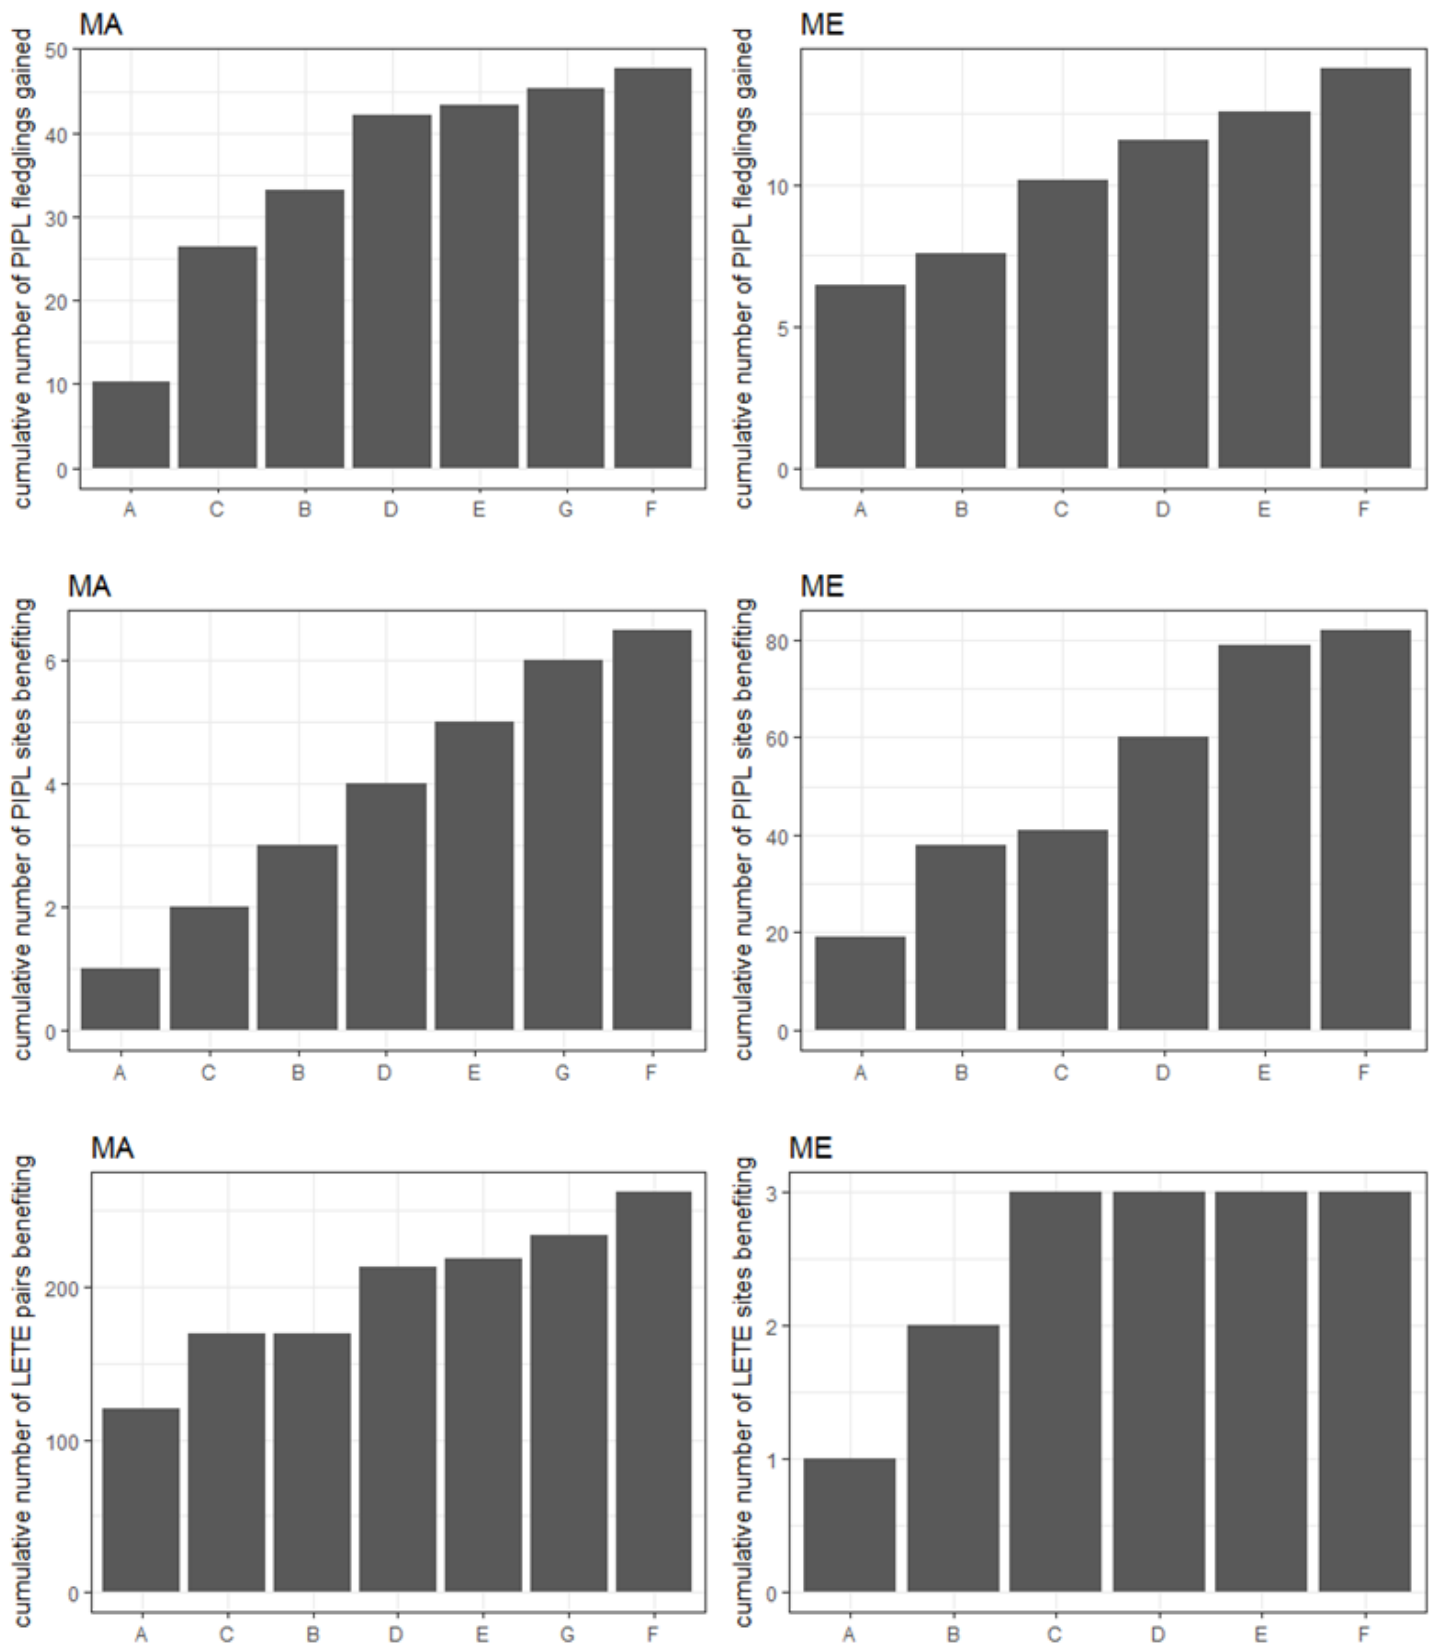 MA
cumulative number of PIPL fledglings gained
50
40
30
20
10
0
A C B D E G F
ME
cumulative number of PIPL fledglings gained
10
5
0
A B C D E F
MA
cumulative number of PIPL sites benefiting
6
4
2
0
A C B D E G F
ME
cumulative number of PIPL sites benefiting
80
60
40
20
0
A B C D E F
MA
cumulative number of LETE pairs benefiting
200
100
0
A C B D E G F
ME
cumulative number of LETE sites benefiting
3
2
1
0
A B C D E F